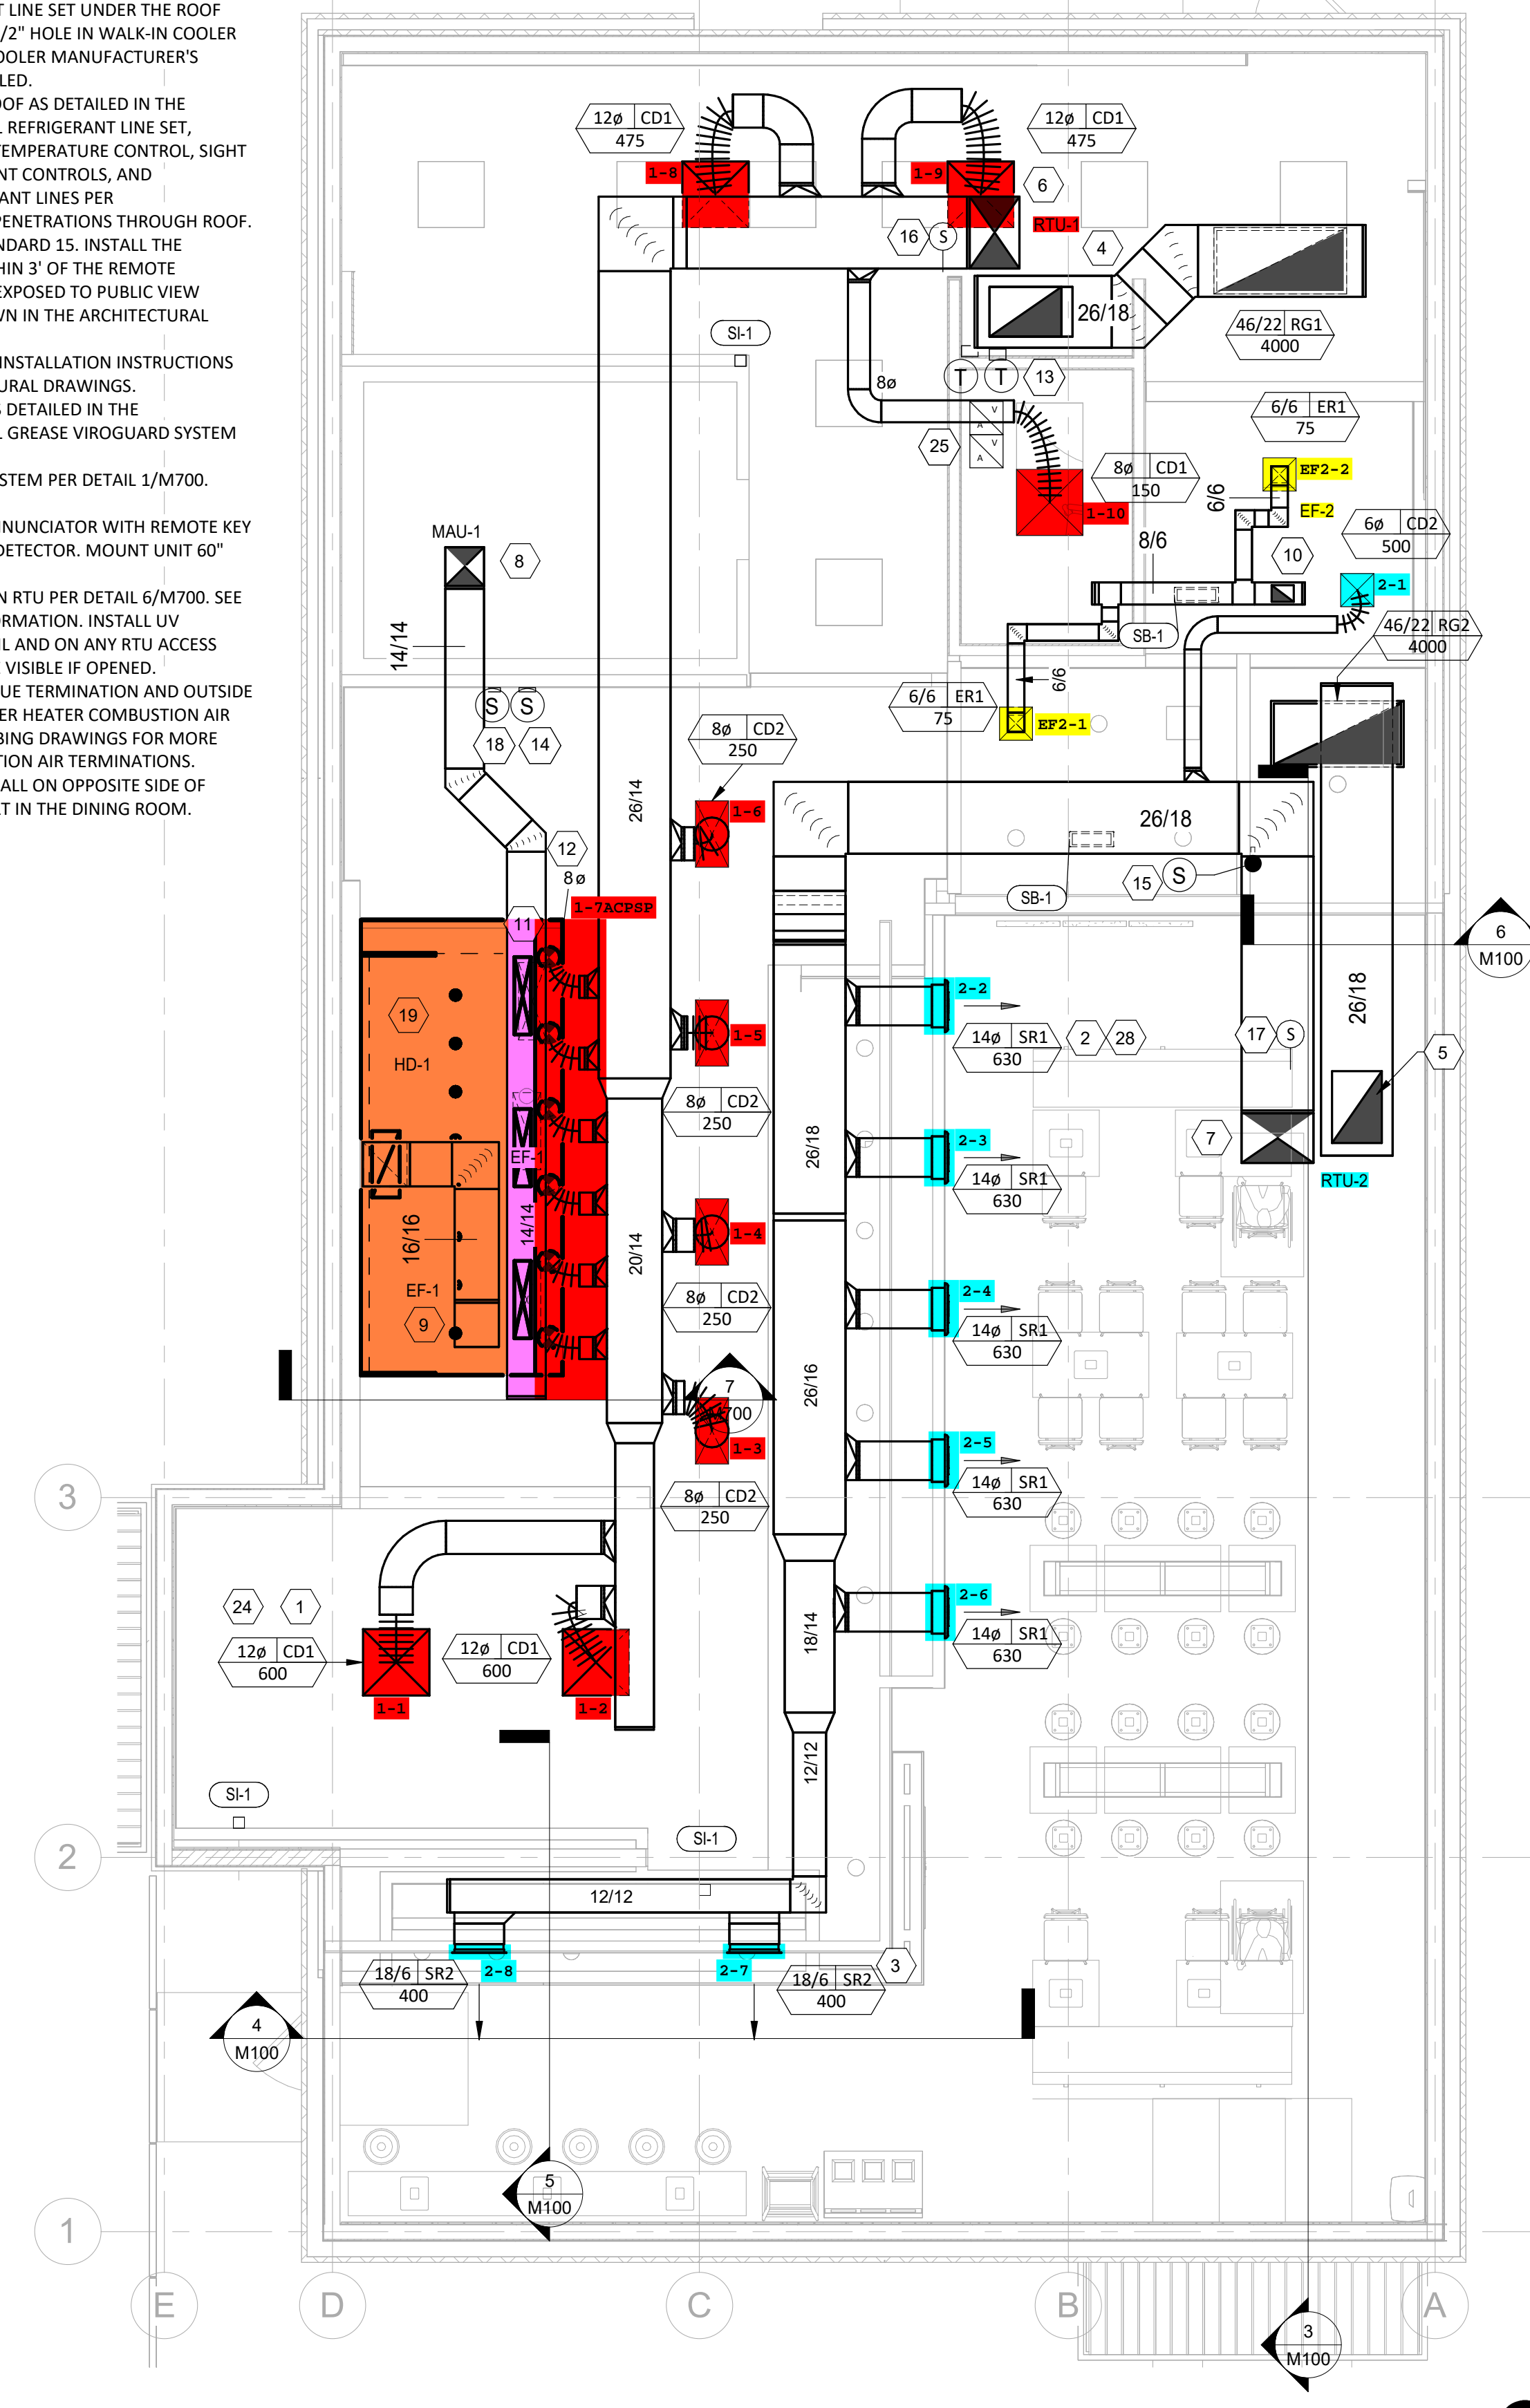 T LINE SET UNDER THE ROOF
/2" HOLE IN WALK-IN COOLER
OOLER MANUFACTURER'S
LED.
OOF AS DETAILED IN THE
L REFRIGERANT LINE SET,
TEMPERATURE CONTROL, SIGHT
NT CONTROLS, AND
RANT LINES PER
PENETRATIONS THROUGH ROOF.
NDARD 15. INSTALL THE
HIN 3' OF THE REMOTE
EXPOSED TO PUBLIC VIEW
WN IN THE ARCHITECTURAL
INSTALLATION INSTRUCTIONS
URAL DRAWINGS.
S DETAILED IN THE
L GREASE VIROGUARD SYSTEM
STEM PER DETAIL 1/M700.
NNUNCIATOR WITH REMOTE KEY
DETECTOR. MOUNT UNIT 60"
N RTU PER DETAIL 6/M700. SEE
ORMATION. INSTALL UV
IL AND ON ANY RTU ACCESS
E VISIBLE IF OPENED.
UE TERMINATION AND OUTSIDE
ER HEATER COMBUSTION AIR
BING DRAWINGS FOR MORE
TION AIR TERMINATIONS.
ALL ON OPPOSITE SIDE OF
AT IN THE DINING ROOM.
12ø CD1
475
12ø CD1
475
1-8
1-9
6
RTU-1
16
S
4
26/18
46/22 RG1
4000
SI-1
T
T
13
8ø
V
A
V
A
25
6/6 ER1
75
8ø CD1
150
1-10
EF2-2
EF-2
6/6
6ø CD2
500
8/6
10
2-1
MAU-1
8
14/14
SB-1
46/22 RG2
4000
6/6 ER1
75
6/6
EF2-1
S
S
18
14
8ø CD2
250
26/14
1-6
26/18
12
8ø
SB-1
15
S
1-7ACPSP
11
6
M100
19
HD-1
1-5
2-2
14ø SR1
630
2
28
17
S
26/18
5
8ø CD2
250
26/18
2-3
14ø SR1
630
7
RTU-2
EF-1
14/14
16/16
EF-1
9
20/14
1-4
8ø CD2
250
2-4
14ø SR1
630
7
M700
26/16
1-3
2-5
14ø SR1
630
8ø CD2
250
3
24
1
12ø CD1
600
12ø CD1
600
1-1
1-2
18/14
2-6
14ø SR1
630
12/12
SI-1
SI-1
2
12/12
2-8
18/6 SR2
400
2-7
18/6 SR2
400
3
4
M100
5
M100
1
E
D
C
B
A
3
M100